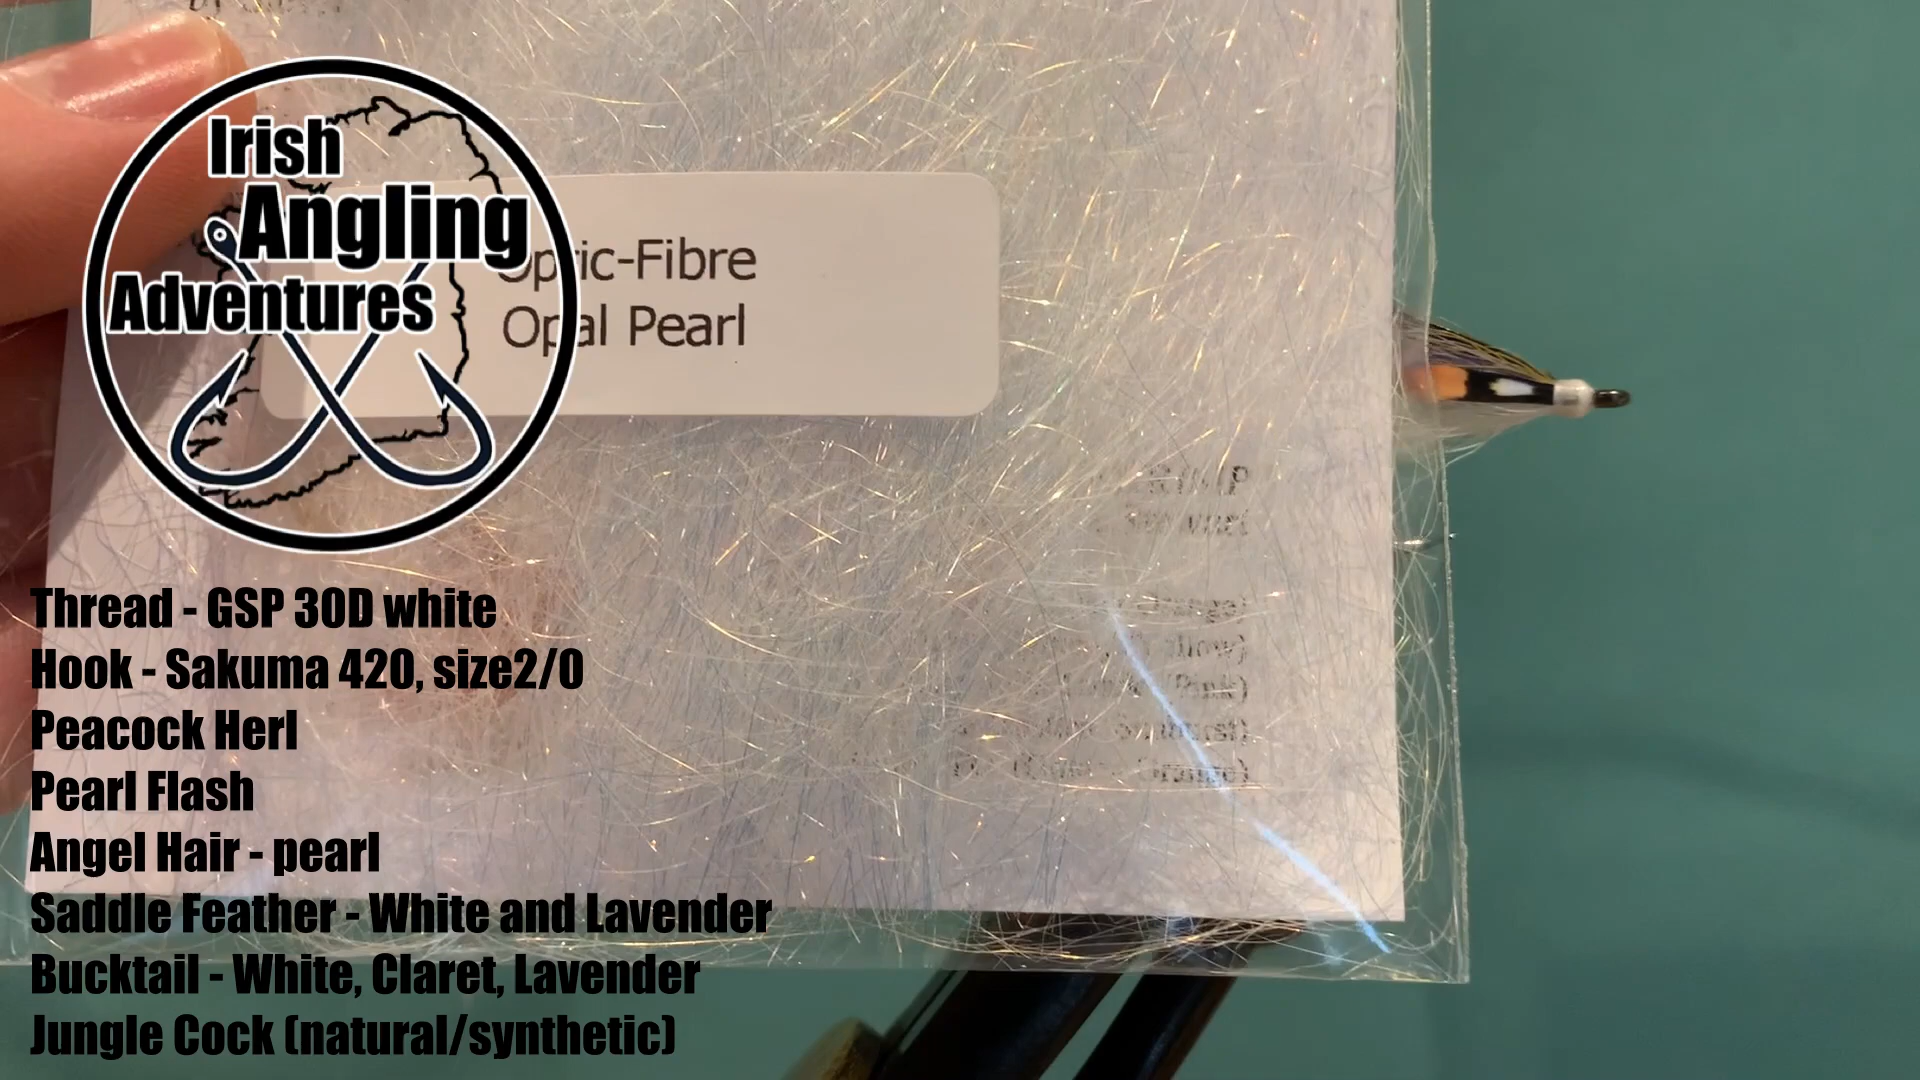 Irish
Angling
Adventures
Optic-Fibre
Opal Pearl
Thread - GSP 30D white
Hook - Sakuma 420, size2/0
Peacock Herl
Pearl Flash
Angel Hair - pearl
Saddle Feather - White and Lavender
Bucktail - White, Claret, Lavender
Jungle Cock (natural/synthetic)